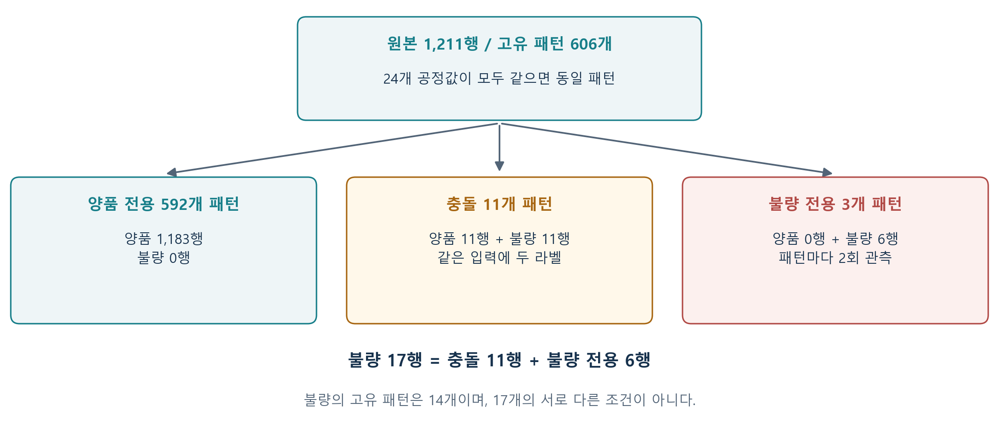 원본 1,211행 / 고유 패턴 606개
24개 공정값이 모두 같으면 동일 패턴
양품 전용 592개 패턴
양품 1,183행
불량 0행
충돌 11개 패턴
양품 11행 + 불량 11행
같은 입력에 두 라벨
불량 전용 3개 패턴
양품 0행 + 불량 6행
패턴마다 2회 관측
불량 17행 = 충돌 11행 + 불량 전용 6행
불량의 고유 패턴은 14개이며, 17개의 서로 다른 조건이 아니다.